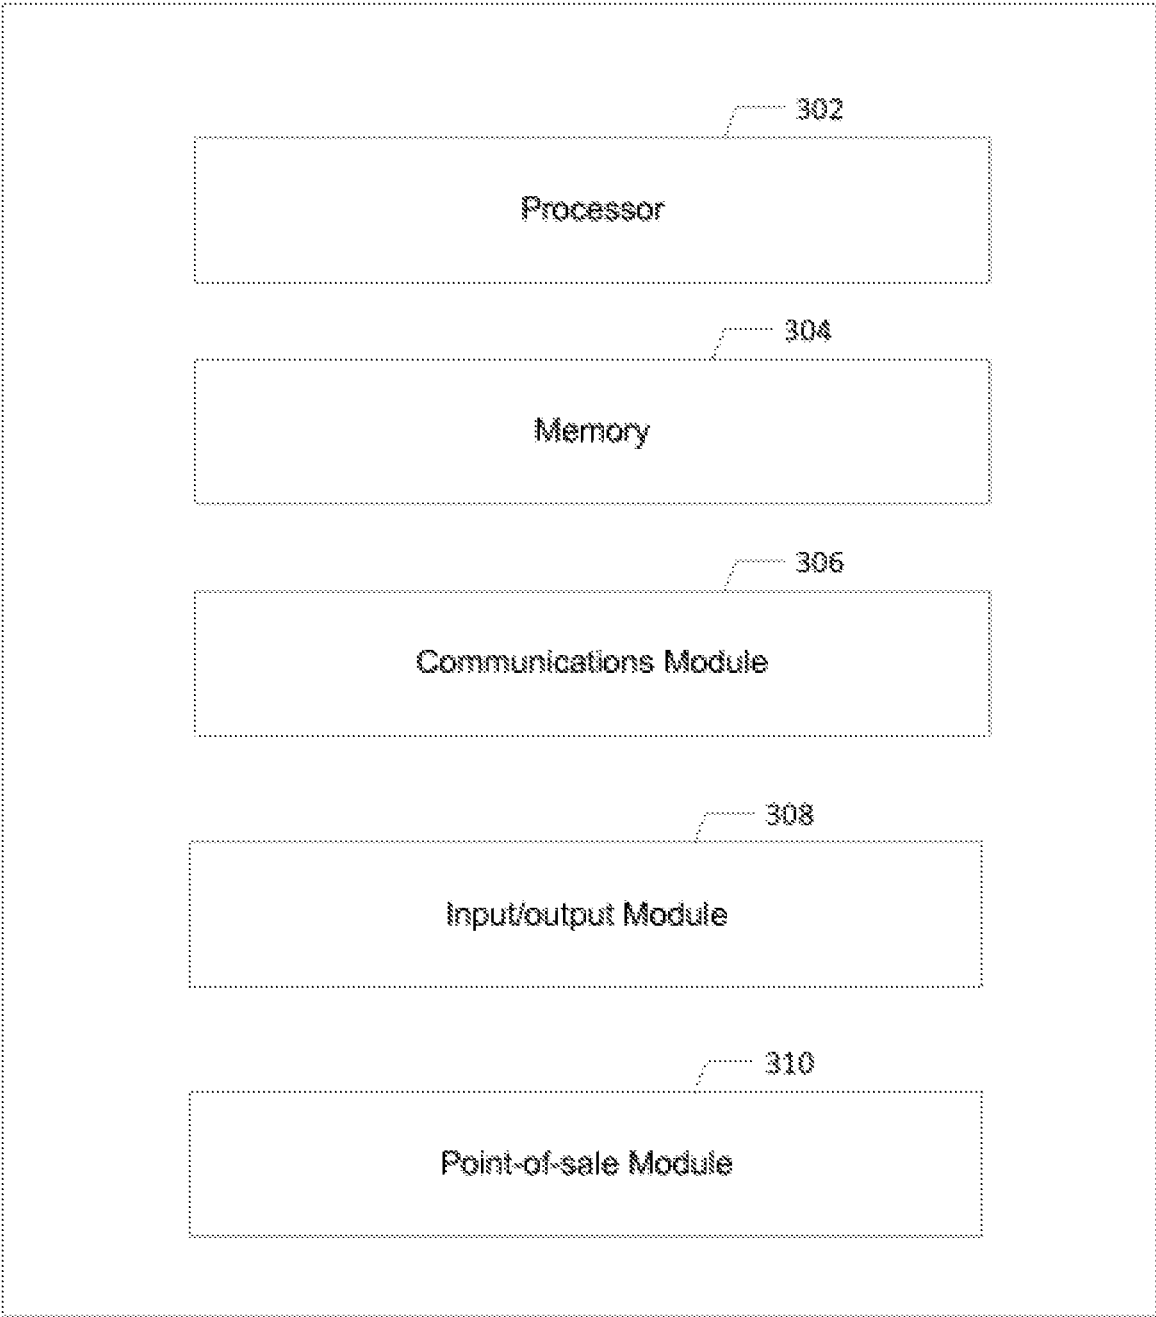 302
Processor
304
Memory
306
Communications Module
308
Input/output Module
310
Point-of-sale Module